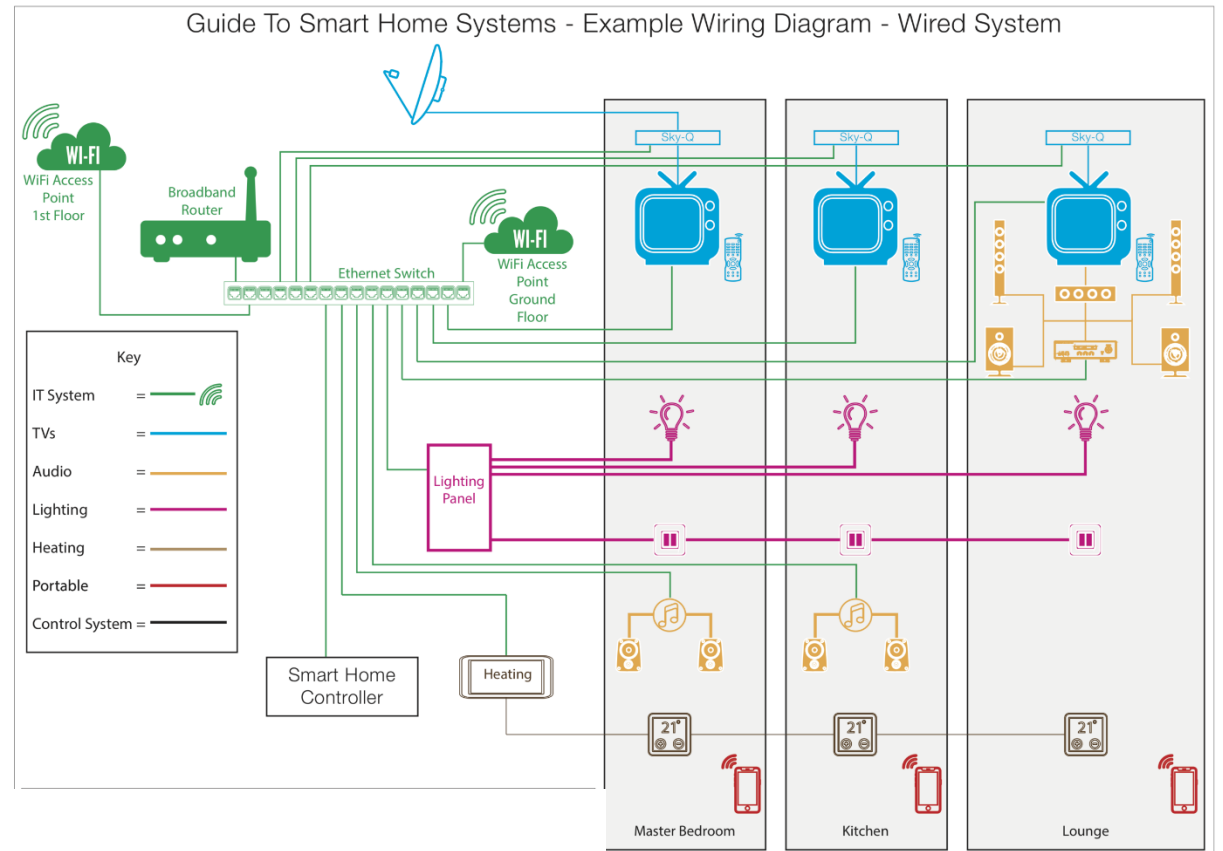 Guide To Smart Home Systems - Example Wiring Diagram - Wired System
Sky-Q
Sky-Q
Sky-Q
WI-FI
WiFi Access
Point
1st Floor
Broadband
Router
WI-FI
WiFi Access
Point
Ground
Floor
Ethernet Switch
Key
IT System =
TVs =
Audio =
Lighting =
Heating =
Portable =
Control System =
Lighting
Panel
Smart Home
Controller
Heating
21°
21°
21°
Master Bedroom
Kitchen
Lounge